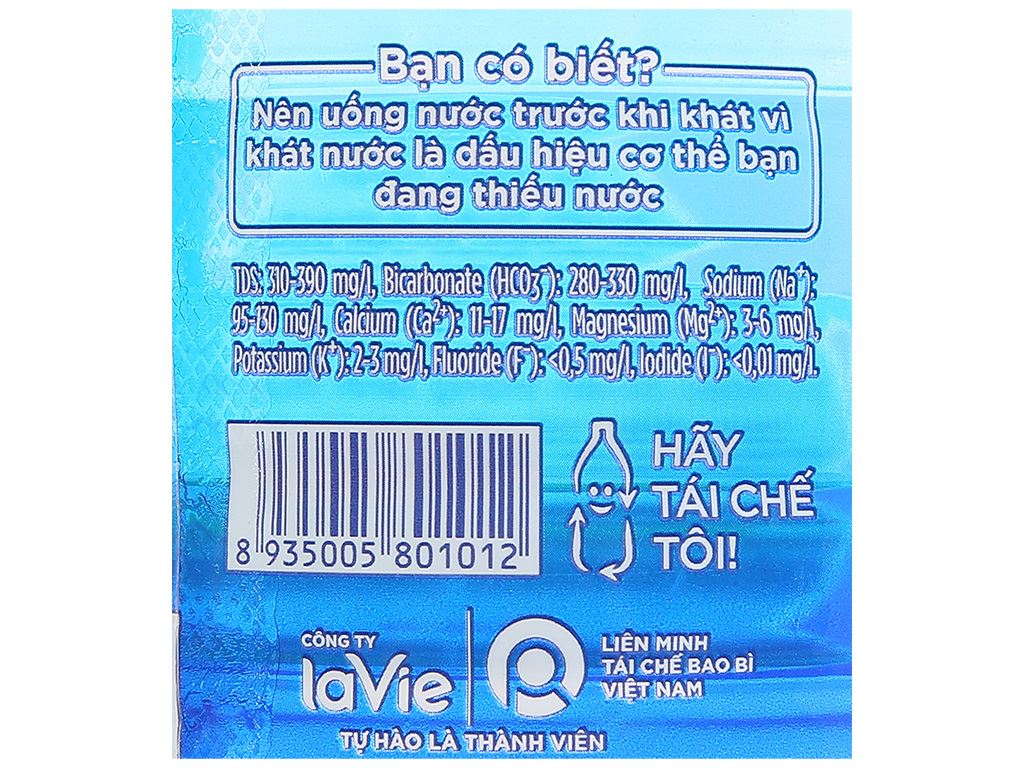 Bạn có biết?
Nên uống nước trước khi khát vì
khát nước là dấu hiệu cơ thể bạn
đang thiếu nước
TDS: 310-390 mg/l, Bicarbonate (HCO3⁻): 280-330 mg/l, Sodium (Na⁺):
95-130 mg/l, Calcium (Ca²⁺): 11-17 mg/l, Magnesium (Mg²⁺): 3-6 mg/l,
Potassium (K⁺): 2-3 mg/l, Fluoride (F⁻): <0,5 mg/l, Iodide (I⁻): <0,01 mg/l.
HÃY
TÁI CHẾ
TÔI!
8 935005 801012
CÔNG TY
laVie
LIÊN MINH
TÁI CHẾ BAO BÌ
VIỆT NAM
TỰ HÀO LÀ THÀNH VIÊN